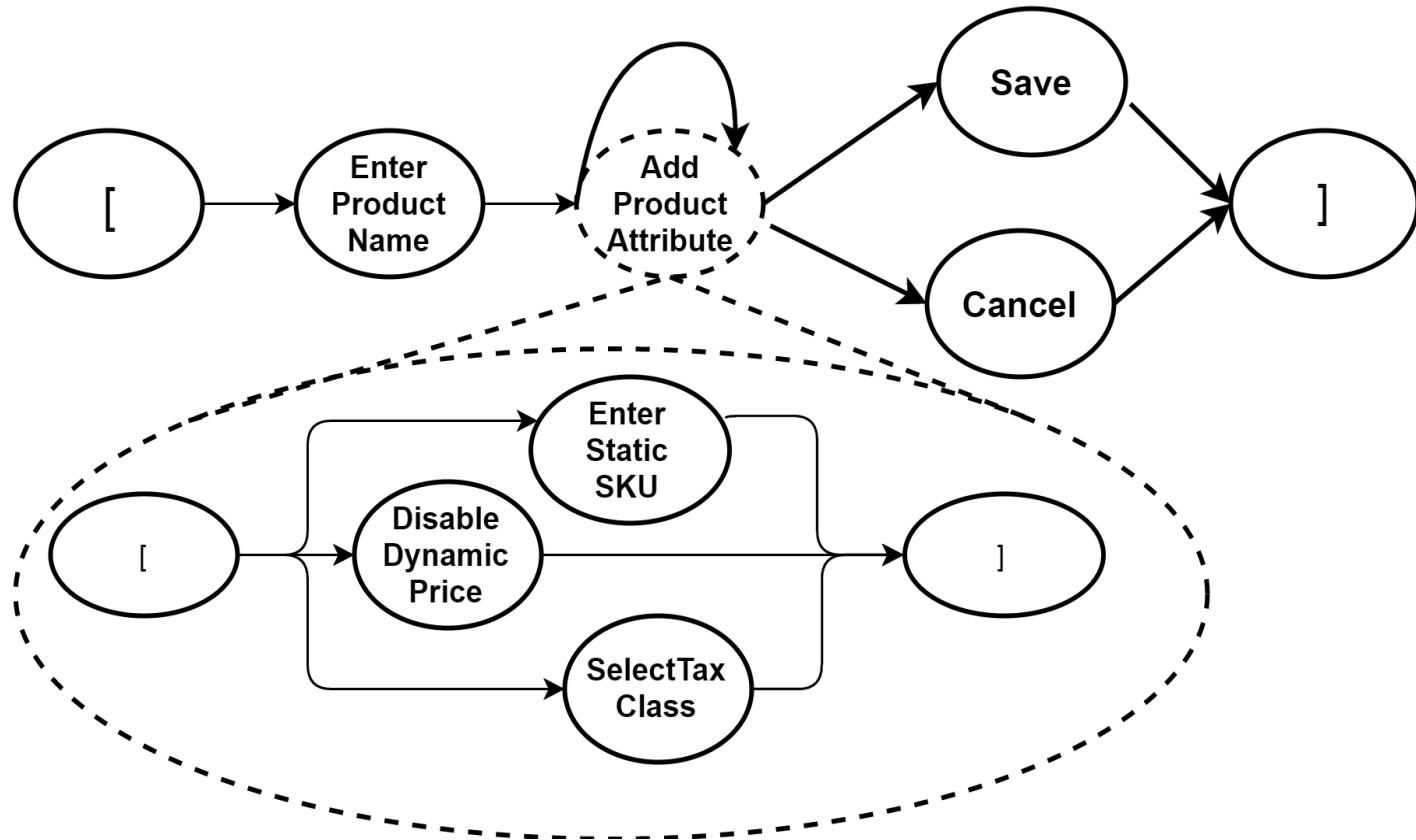 [
Enter
Product
Name
Add
Product
Attribute
Save
Cancel
]
[
Enter
Static
SKU
Disable
Dynamic
Price
SelectTax
Class
]